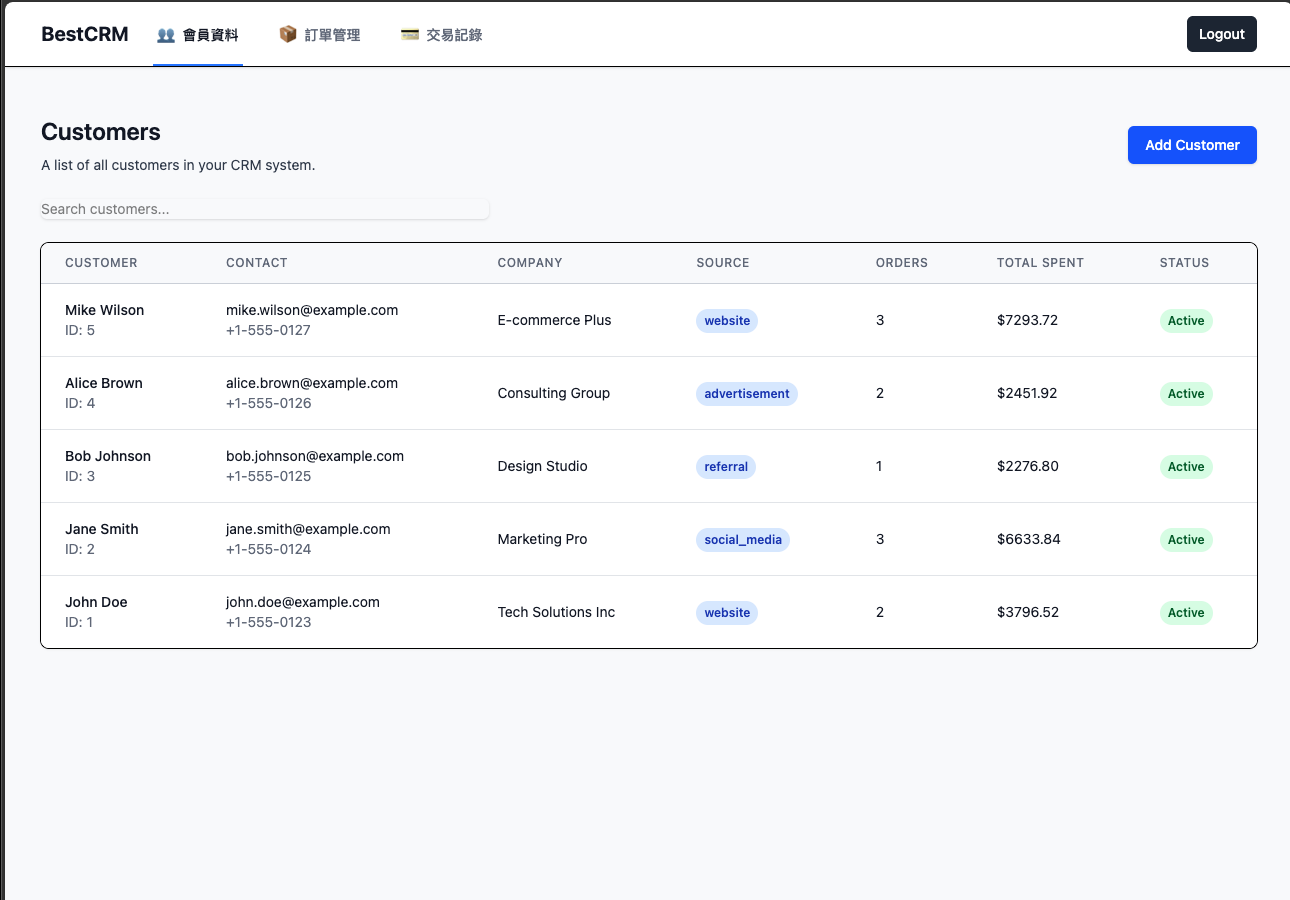 BestCRM 👥 會員資料 📦 訂單管理 💳 交易記錄 Logout
Customers
Add Customer
A list of all customers in your CRM system.
Search customers...
CUSTOMER CONTACT COMPANY SOURCE ORDERS TOTAL SPENT STATUS
Mike Wilson mike.wilson@example.com
E-commerce Plus website 3 $7293.72 Active
ID: 5 +1-555-0127
Alice Brown alice.brown@example.com
Consulting Group advertisement 2 $2451.92 Active
ID: 4 +1-555-0126
Bob Johnson bob.johnson@example.com
Design Studio referral 1 $2276.80 Active
ID: 3 +1-555-0125
Jane Smith jane.smith@example.com
Marketing Pro social_media 3 $6633.84 Active
ID: 2 +1-555-0124
John Doe john.doe@example.com
Tech Solutions Inc website 2 $3796.52 Active
ID: 1 +1-555-0123